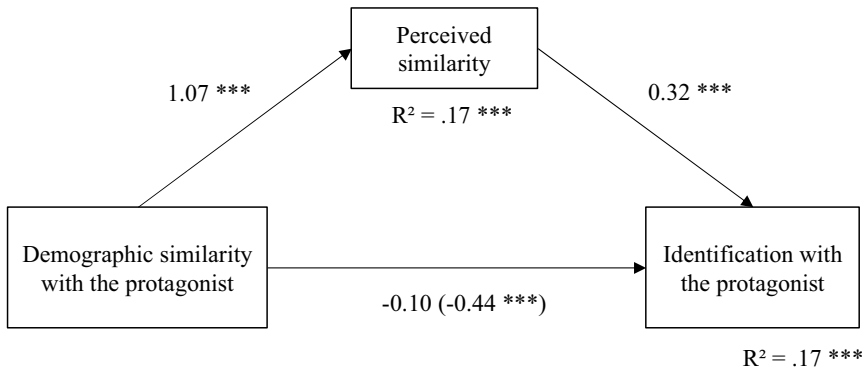 Perceived
similarity
1.07 ***
0.32 ***
R² = .17 ***
Demographic similarity
with the protagonist
Identification with
the protagonist
-0.10 (-0.44 ***)
R² = .17 ***